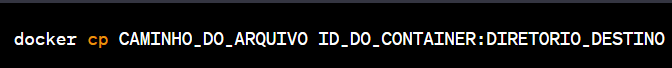 docker cp CAMINHO_DO_ARQUIVO ID_DO_CONTAINER:DIRETORIO_DESTINO